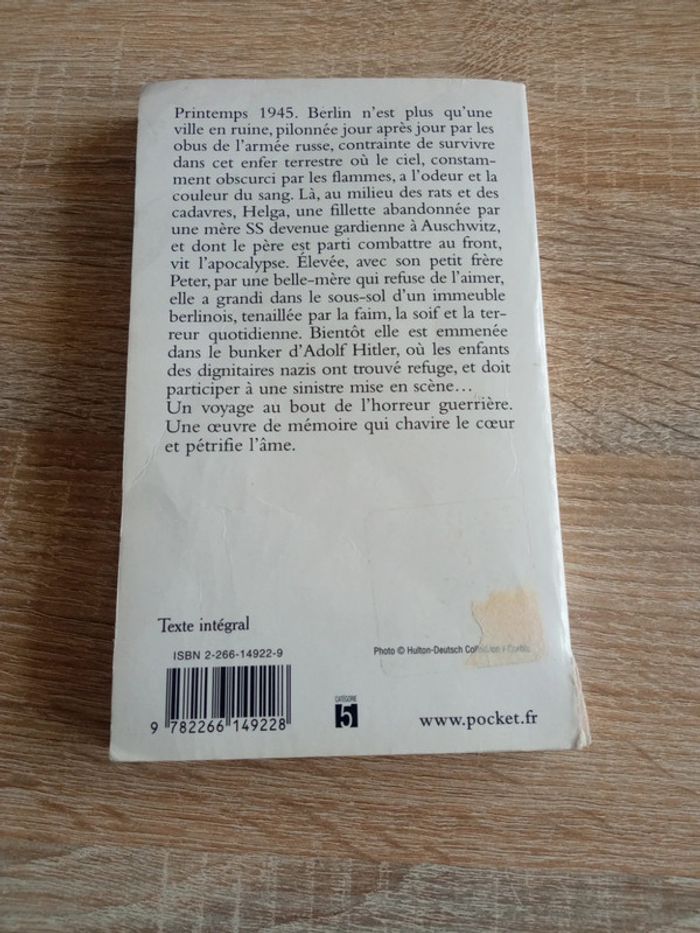 Printemps 1945. Berlin n'est plus qu'une
ville en ruine, pilonnée jour après jour par les
obus de l'armée russe, contrainte de survivre
dans cet enfer terrestre où le ciel, constam-
ment obscurci par les flammes, a l'odeur et la
couleur du sang. Là, au milieu des rats et des
cadavres, Helga, une fillette abandonnée par
une mère SS devenue gardienne à Auschwitz,
et dont le père est parti combattre au front,
vit l'apocalypse. Élevée, avec son petit frère
Peter, par une belle-mère qui refuse de l'aimer,
elle a grandi dans le sous-sol d'un immeuble
berlinois, tenaillée par la faim, la soif et la ter-
reur quotidienne. Bientôt elle est emmenée
dans le bunker d'Adolf Hitler, où les enfants
des dignitaires nazis ont trouvé refuge, et doit
participer à une sinistre mise en scène…
Un voyage au bout de l'horreur guerrière.
Une œuvre de mémoire qui chavire le cœur
et pétrifie l'âme.
Texte intégral
ISBN 2-266-14922-9
Photo © Hulton-Deutsch
9 782266 149228
CATÉGORIE
5
www.pocket.fr